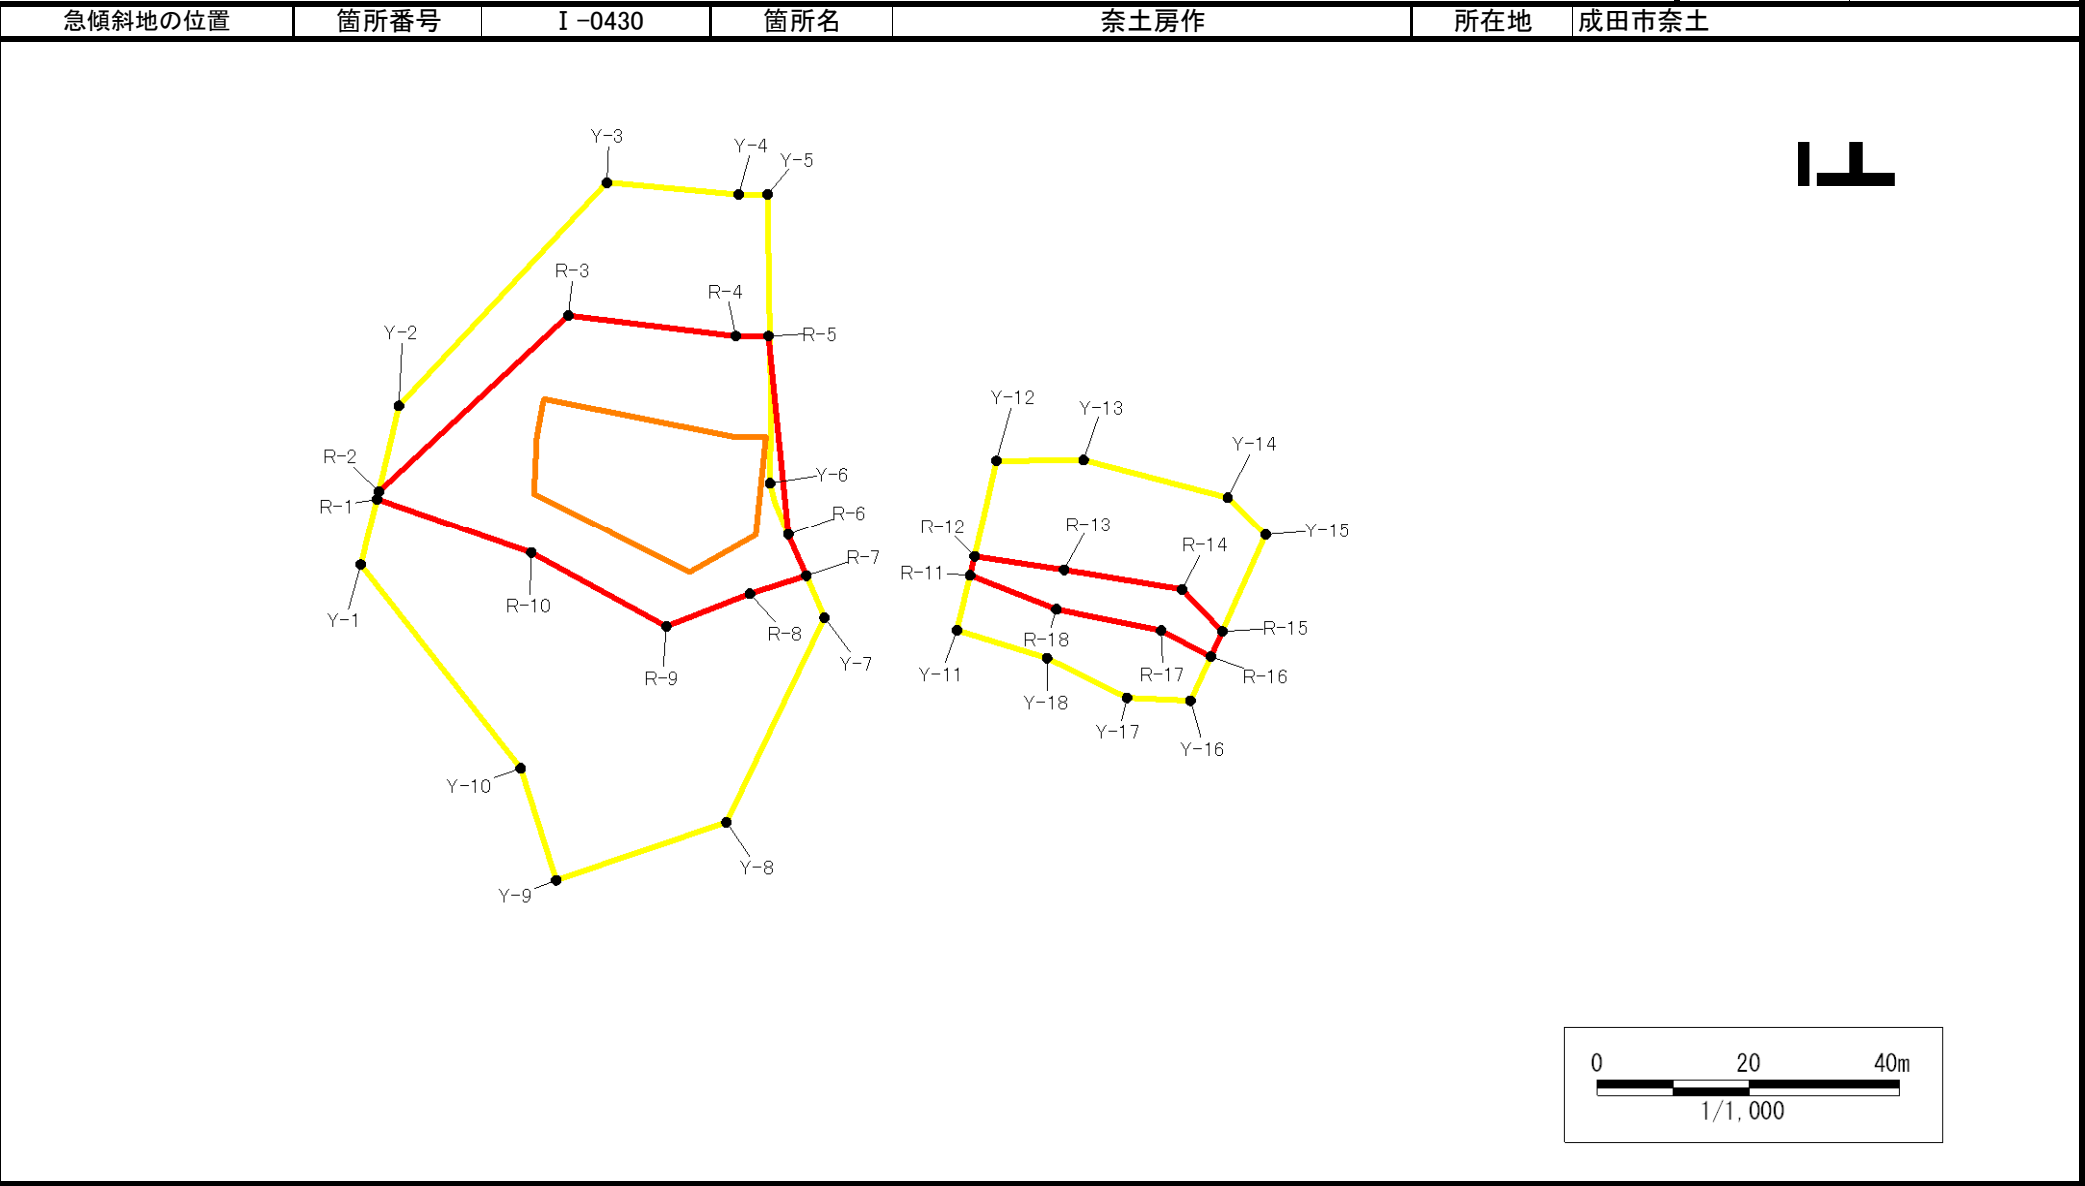 急傾斜地の位置 箇所番号 Ⅰ-0430 箇所名 奈土房作 所在地 成田市奈土
Y-3
Y-4
Y-5
R-3
R-4
Y-2
R-5
Y-12
Y-13
Y-14
R-2
Y-6
R-1
R-6
R-12
R-13
Y-15
R-14
R-7
R-11
R-10
Y-1
R-8
R-18
R-15
Y-7
R-9
Y-11
R-17
R-16
Y-18
Y-17
Y-16
Y-10
Y-8
Y-9
0 20 40m
1/1,000